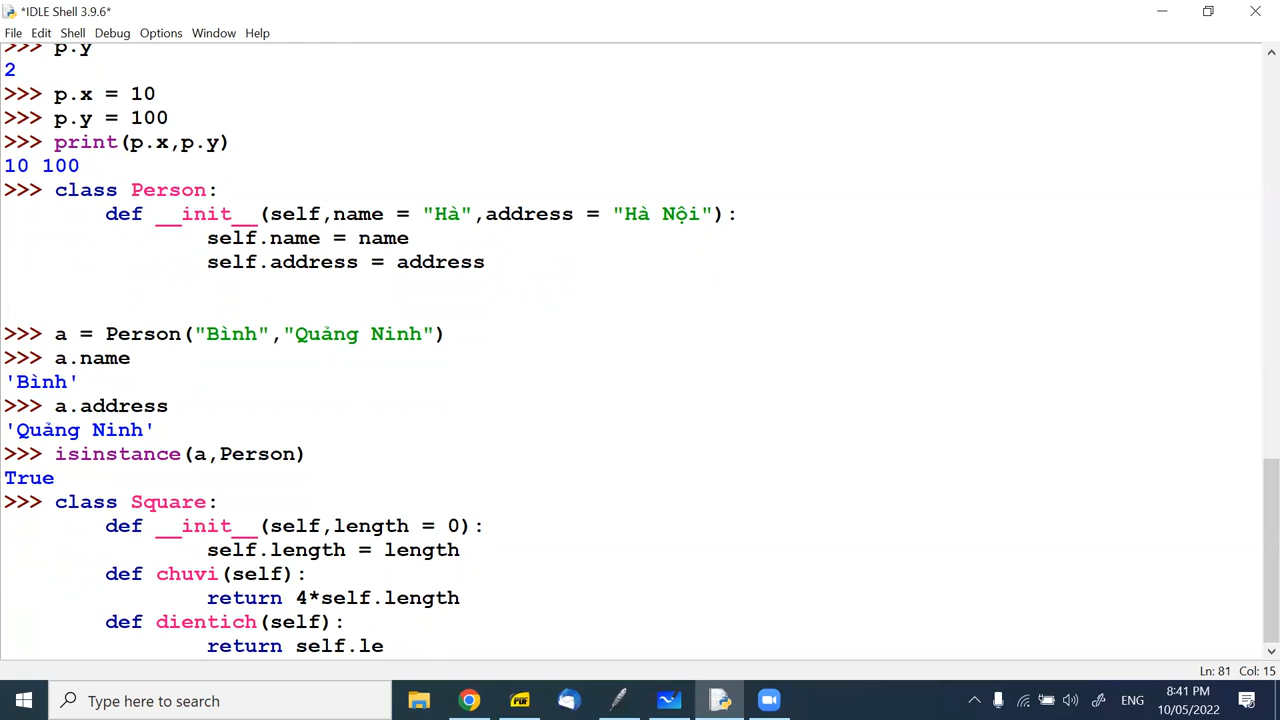 *IDLE Shell 3.9.6*
File Edit Shell Debug Options Window Help
>>> p.y
2
>>> p.x = 10
>>> p.y = 100
>>> print(p.x,p.y)
10 100
>>> class Person:
def __init__(self,name = "Hà",address = "Hà Nội"):
self.name = name
self.address = address
>>> a = Person("Bình","Quảng Ninh")
>>> a.name
'Bình'
>>> a.address
'Quảng Ninh'
>>> isinstance(a,Person)
True
>>> class Square:
def __init__(self,length = 0):
self.length = length
def chuvi(self):
return 4*self.length
def dientich(self):
return self.le
Ln: 81 Col: 15
Type here to search
PDF
ENG
8:41 PM
10/05/2022